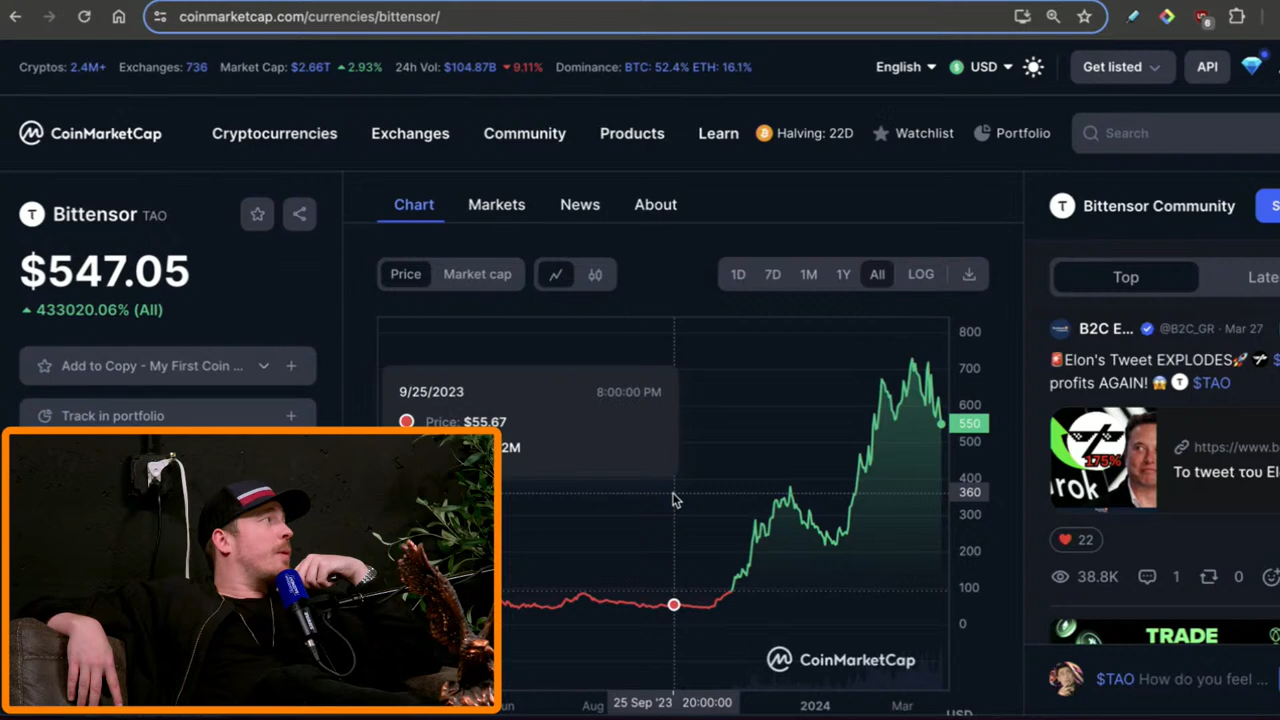 coinmarketcap.com/currencies/bittensor/
6
Cryptos: 2.4M+ Exchanges: 736 Market Cap: $2.66T 2.93% 24h Vol: $104.87B 9.11% Dominance: BTC: 52.4% ETH: 16.1%
English USD Get listed API
CoinMarketCap Cryptocurrencies Exchanges Community Products Learn Halving: 22D Watchlist Portfolio Search
Bittensor TAO
$547.05
433020.06% (All)
Add to Copy - My First Coin ...
Track in portfolio
Chart Markets News About
Price Market cap
1D 7D 1M 1Y All LOG
9/25/2023 8:00:00 PM
Price: $55.67
2M
800
700
600
550
500
400
360
300
200
100
0
CoinMarketCap
Aug 25 Sep '23 20:00:00 2024 Mar
USD
Bittensor Community
Top
B2C E... @B2C_GR · Mar 27
🚨Elon's Tweet EXPLODES🚀
profits AGAIN! 😱 $TAO
175%
rok
https://www.b
To tweet του El
22
38.8K 1 0
TRADE
$TAO How do you feel ...